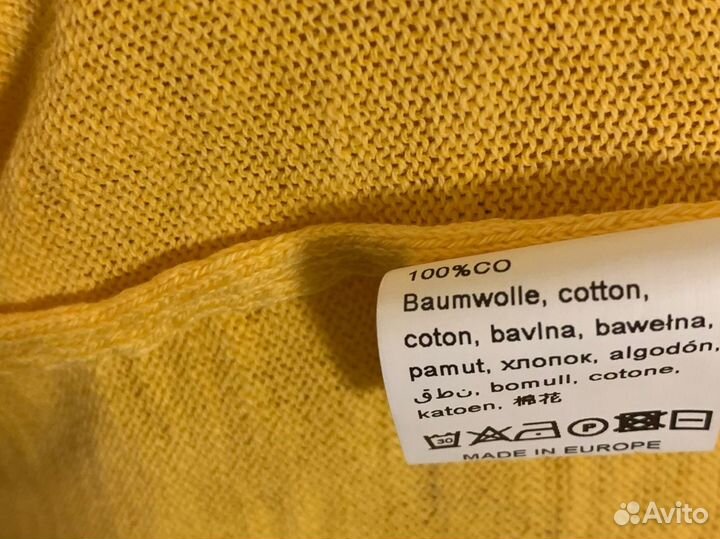 100%CO
Baumwolle, cotton,
coton, bavlna, bawełna,
pamut, хлопок, algodón,
قطن, bomull, cotone,
katoen, 棉花
30 P
MADE IN EUROPE
Avito